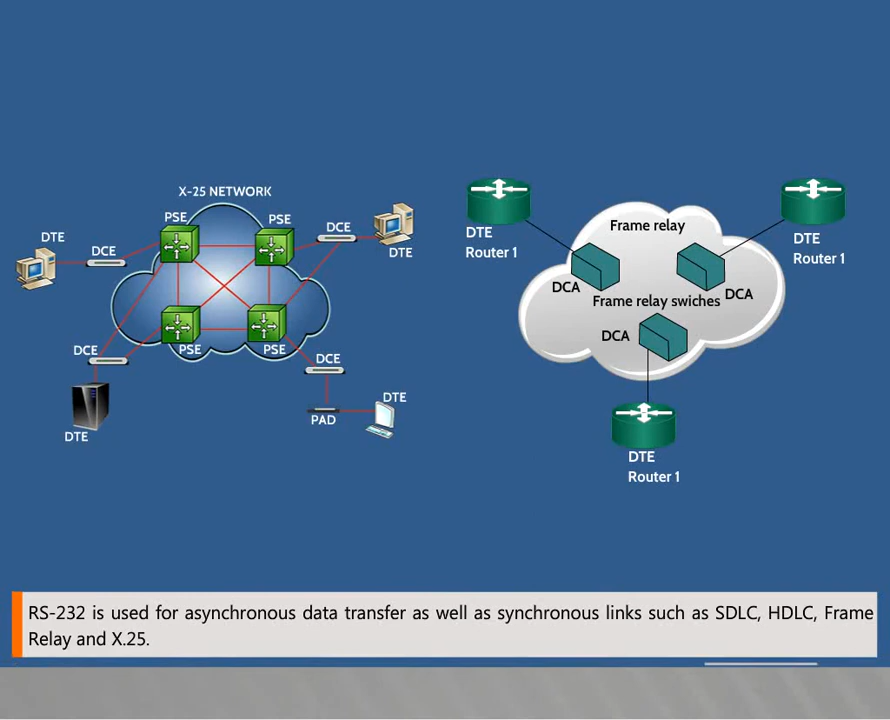 X-25 NETWORK
PSE
PSE
DCE
DTE
DCE
DTE
DCE
PSE
PSE
DCE
DTE
PAD
DTE
Frame relay
DTE
Router 1
DTE
Router 1
DCA
DCA
Frame relay swiches
DCA
DTE
Router 1
RS-232 is used for asynchronous data transfer as well as synchronous links such as SDLC, HDLC, Frame
Relay and X.25.